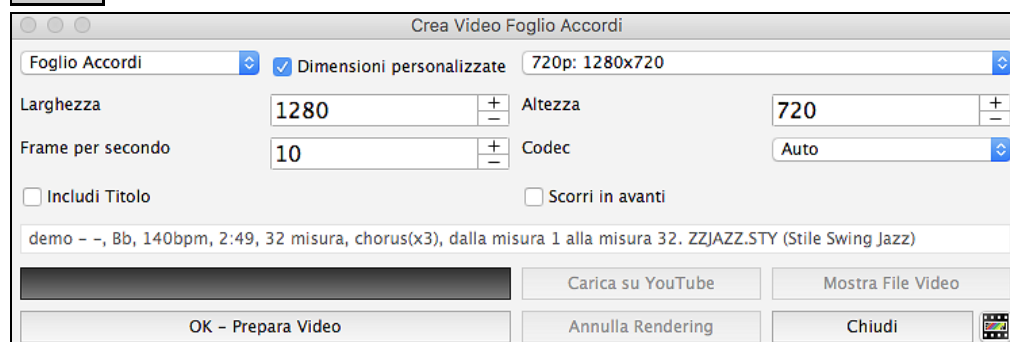 Crea Video Foglio Accordi
Foglio Accordi Dimensioni personalizzate 720p: 1280x720
Larghezza 1280 + − Altezza 720 + −
Frame per secondo 10 + − Codec Auto
Includi Titolo Scorri in avanti
demo – –, Bb, 140bpm, 2:49, 32 misura, chorus(x3), dalla misura 1 alla misura 32. ZZJAZZ.STY (Stile Swing Jazz)
Carica su YouTube Mostra File Video
OK – Prepara Video Annulla Rendering Chiudi